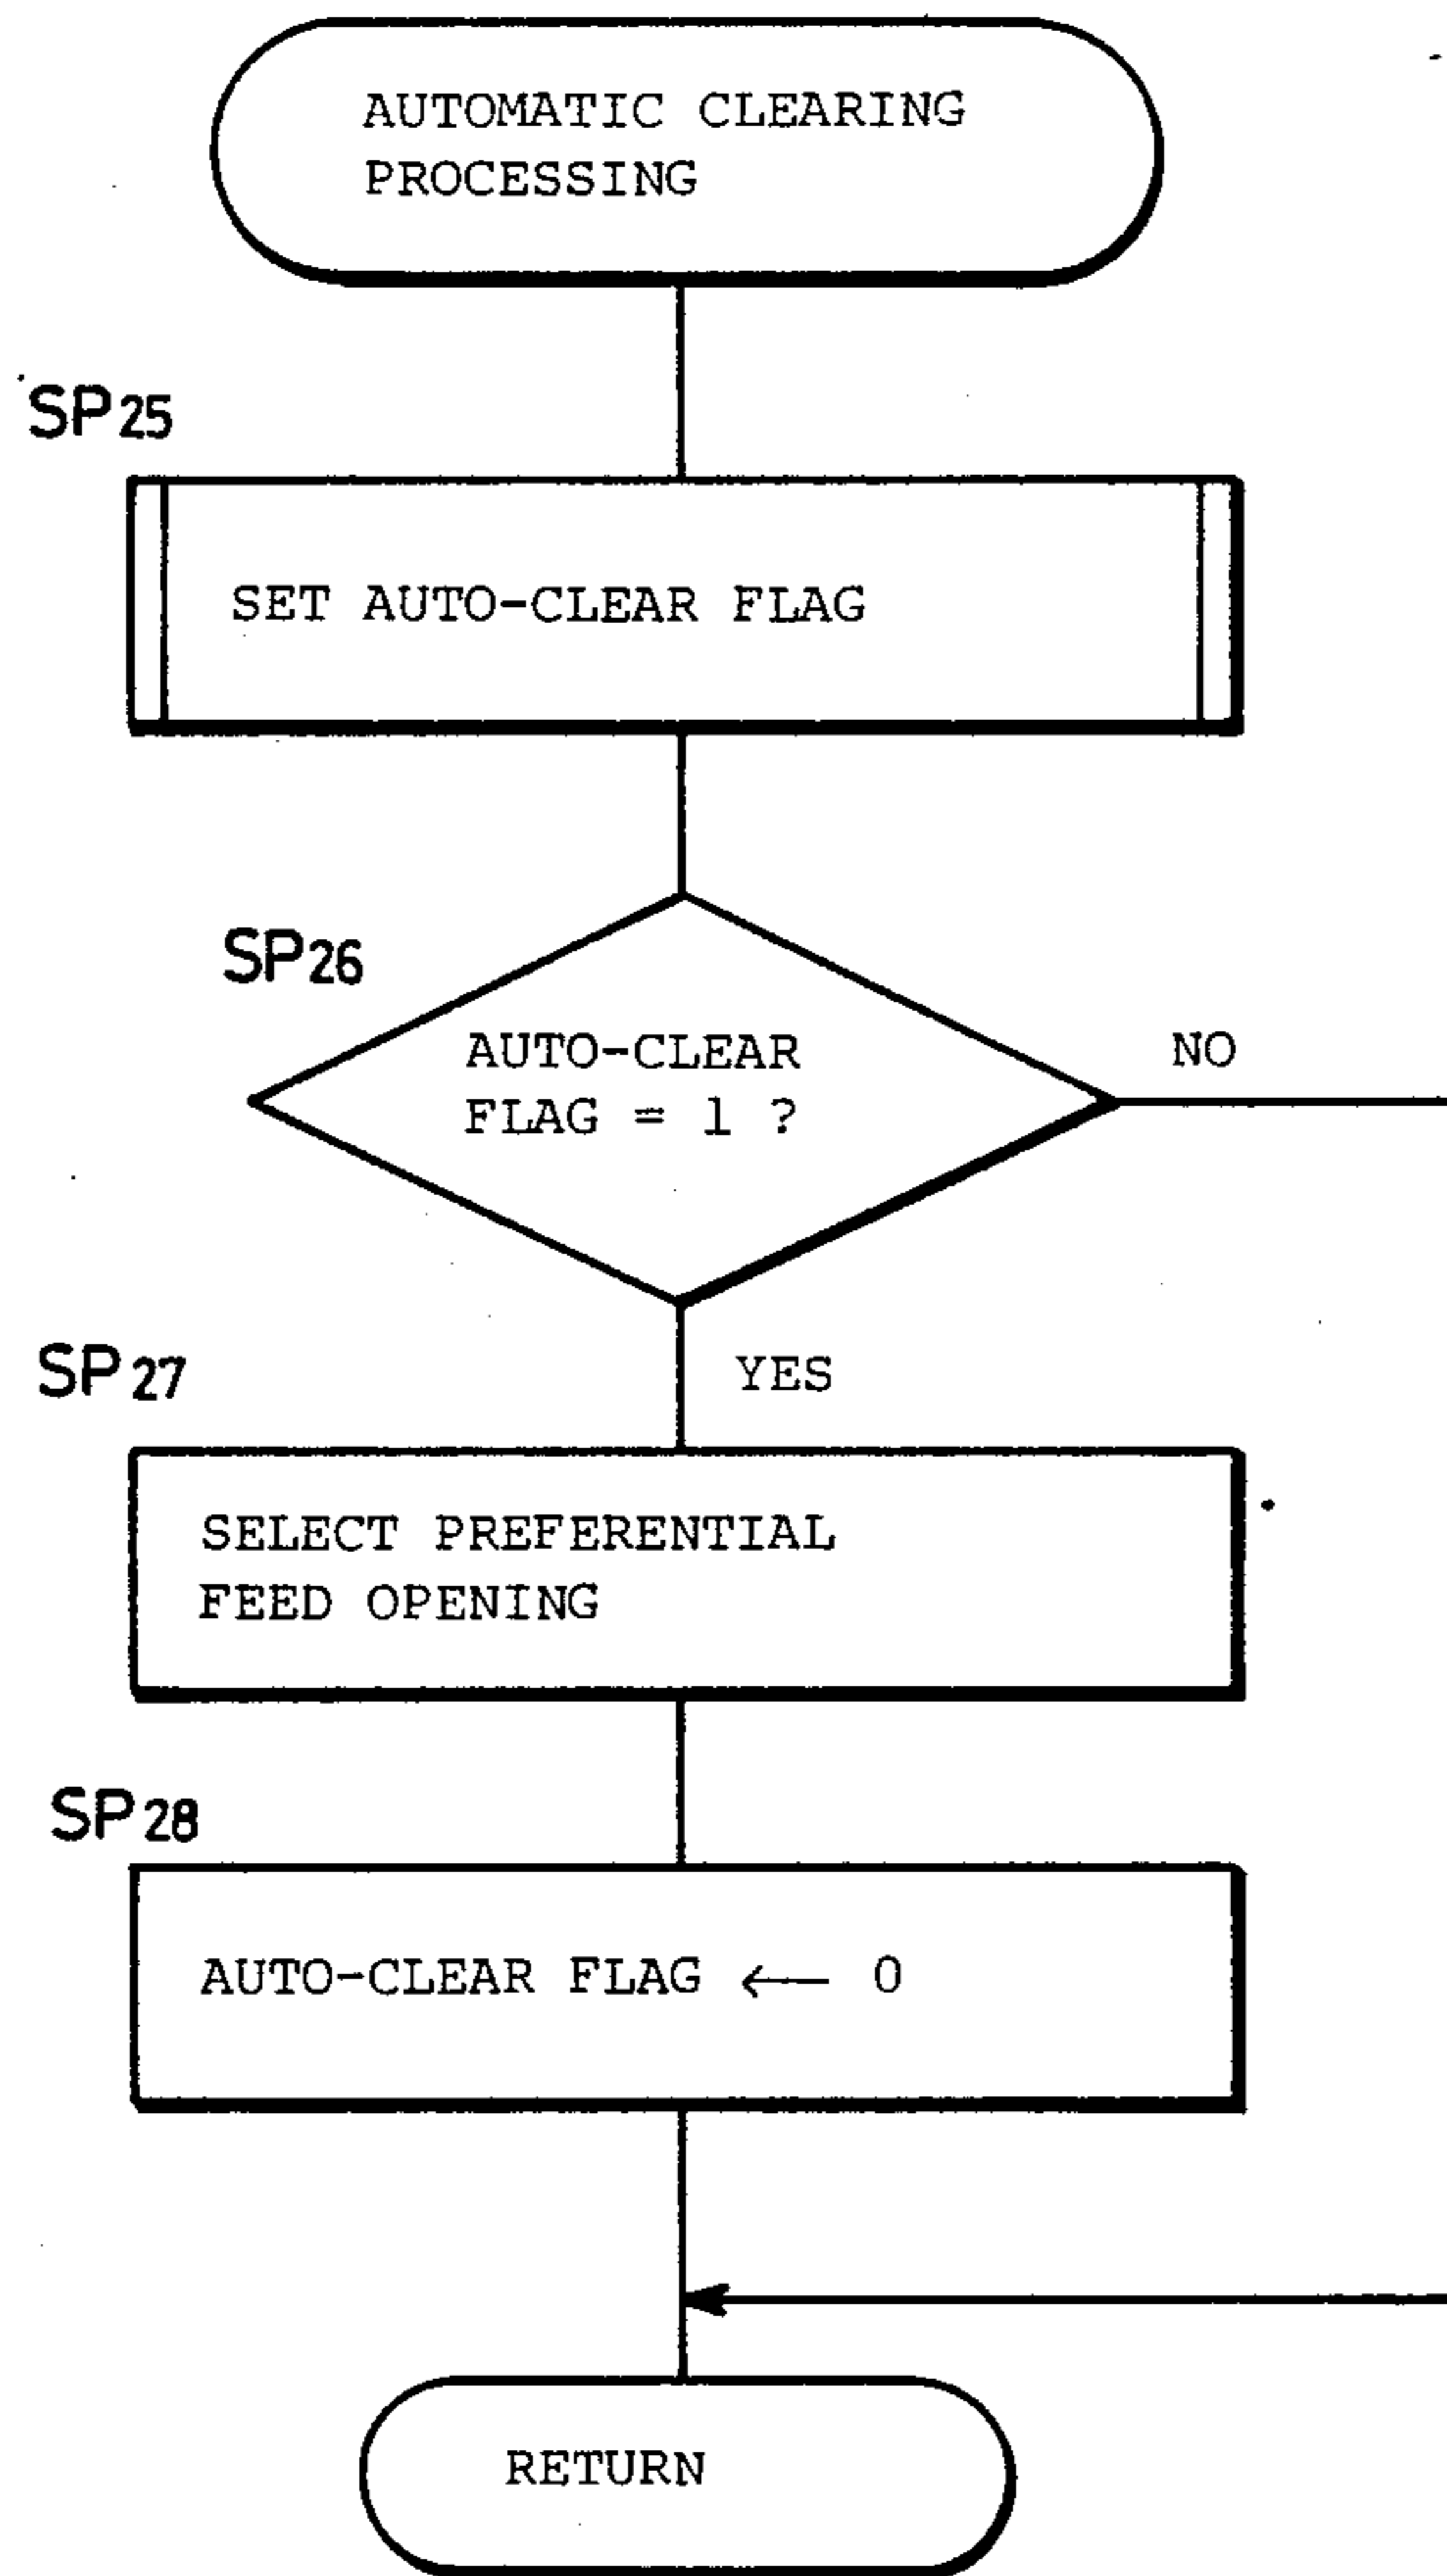 AUTOMATIC CLEARING
PROCESSING
SP25
SET AUTO-CLEAR FLAG
SP26
AUTO-CLEAR
FLAG = 1 ?
NO
SP27
YES
SELECT PREFERENTIAL
FEED OPENING
SP28
AUTO-CLEAR FLAG ← 0
RETURN